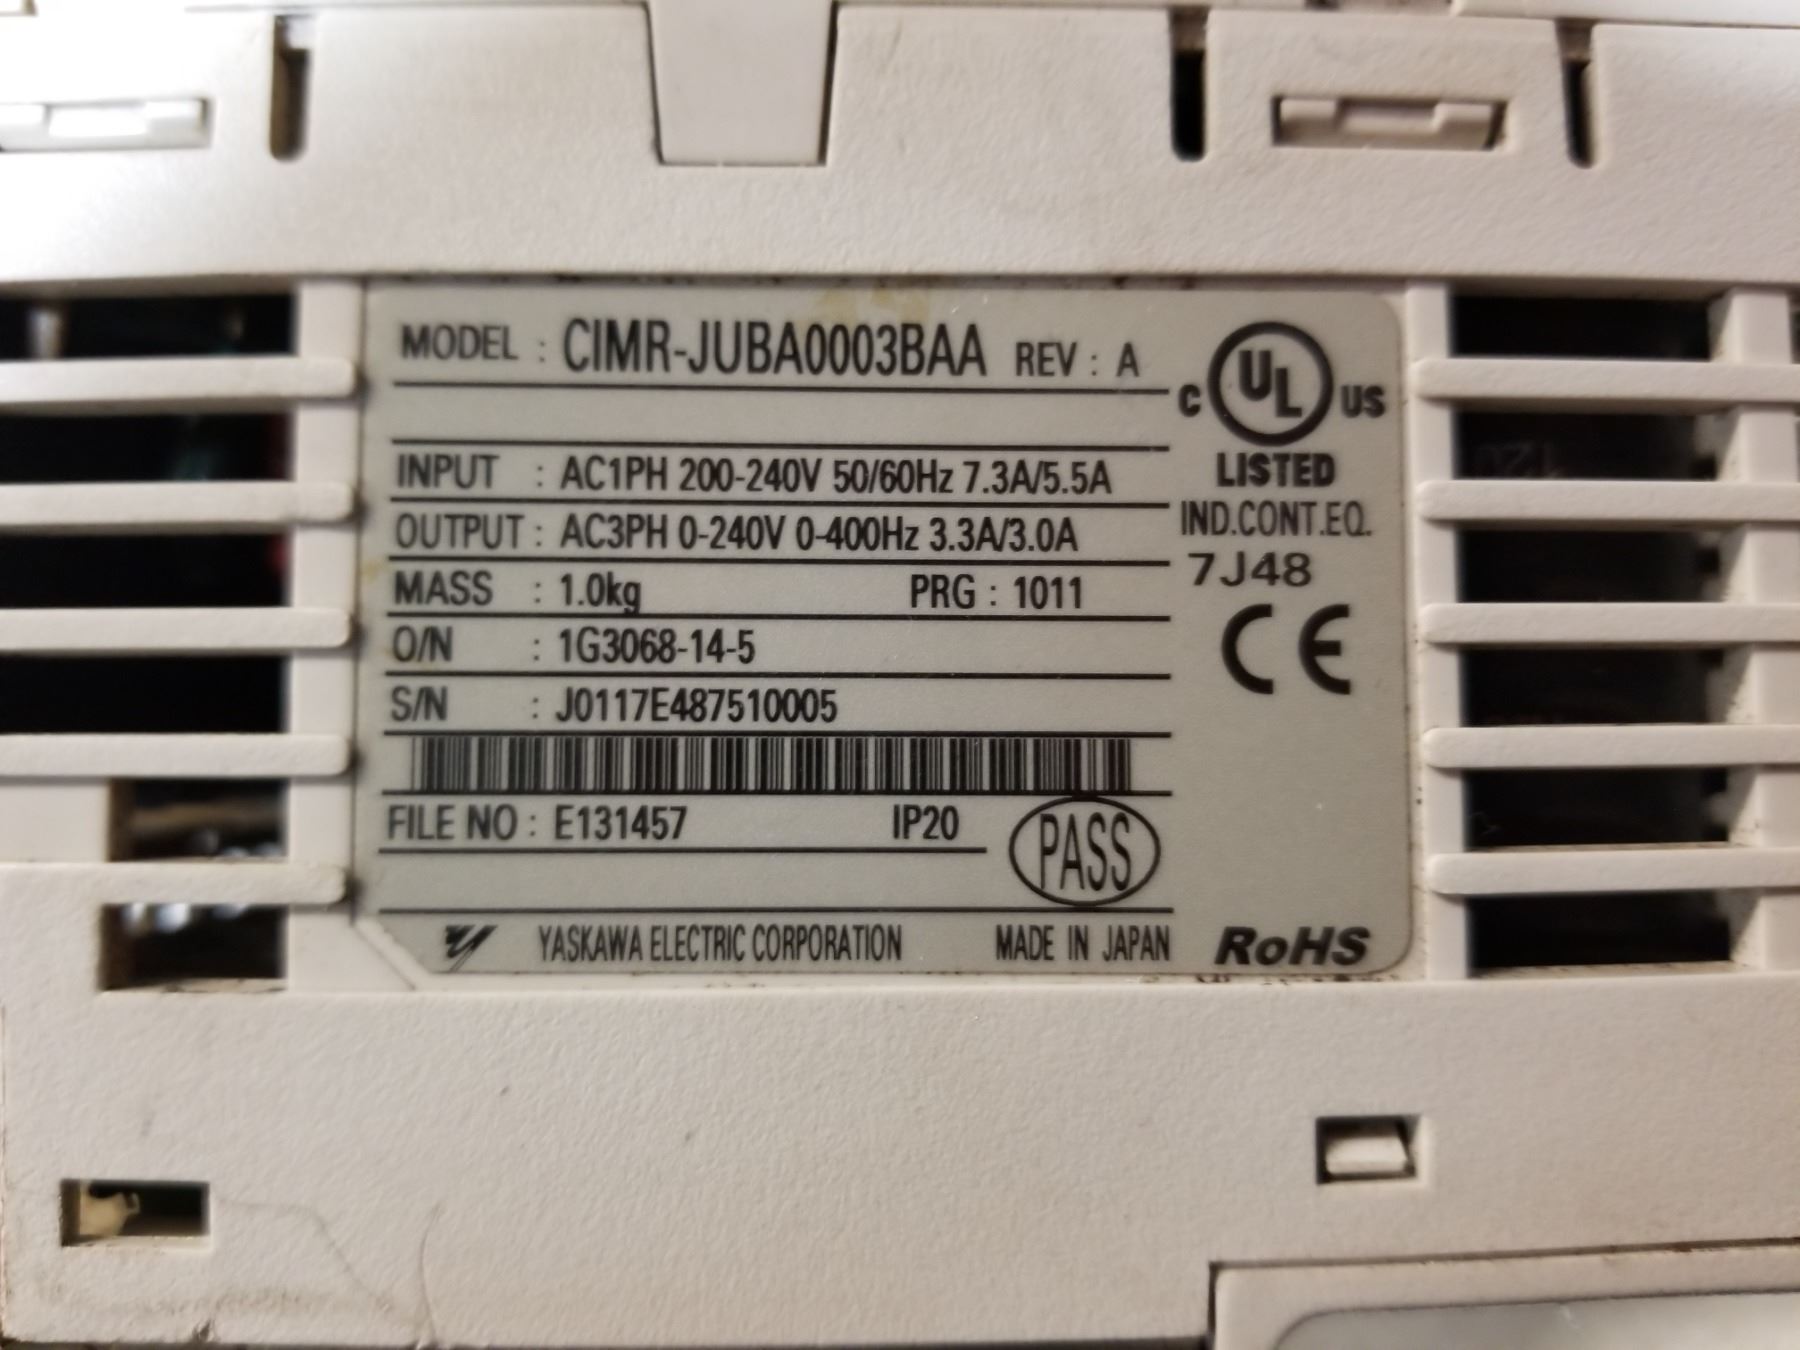 MODEL : CIMR-JUBA0003BAA REV : A
C UL US
LISTED
INPUT : AC1PH 200-240V 50/60Hz 7.3A/5.5A
IND.CONT.EQ.
OUTPUT : AC3PH 0-240V 0-400Hz 3.3A/3.0A
7J48
MASS : 1.0kg PRG : 1011
CE
O/N : 1G3068-14-5
S/N : J0117E487510005
FILE NO : E131457 IP20
PASS
YASKAWA ELECTRIC CORPORATION MADE IN JAPAN RoHS